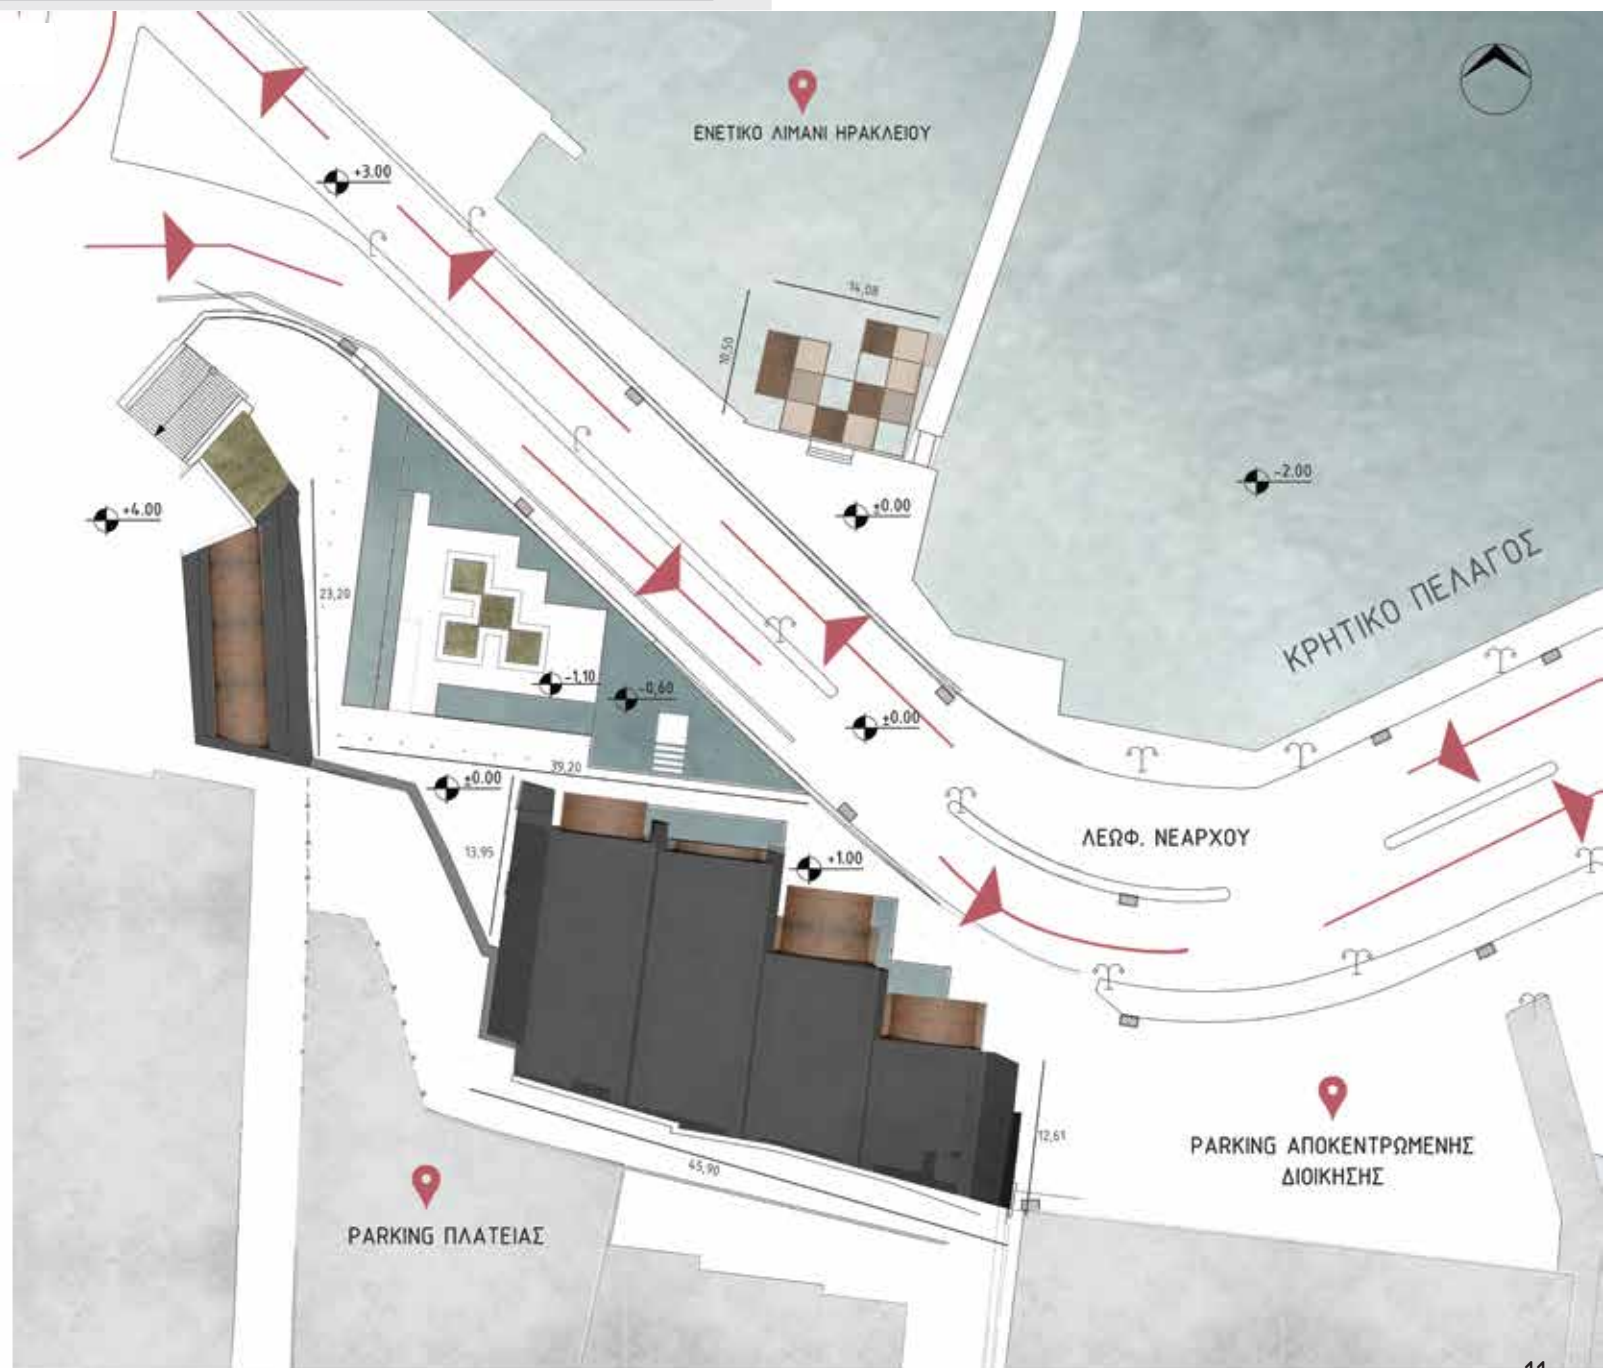 ΕΝΕΤΙΚΟ ΛΙΜΑΝΙ ΗΡΑΚΛΕΙΟΥ
+3.00
14,08
10,50
-2.00
+4.00
±0.00
ΚΡΗΤΙΚΟ ΠΕΛΑΓΟΣ
23,20
-1,10
-0,60
±0.00
39,20
±0.00
ΛΕΩΦ. ΝΕΑΡΧΟΥ
13,95
+1.00
12,61
PARKING ΑΠΟΚΕΝΤΡΩΜΕΝΗΣ
ΔΙΟΙΚΗΣΗΣ
45,90
PARKING ΠΛΑΤΕΙΑΣ